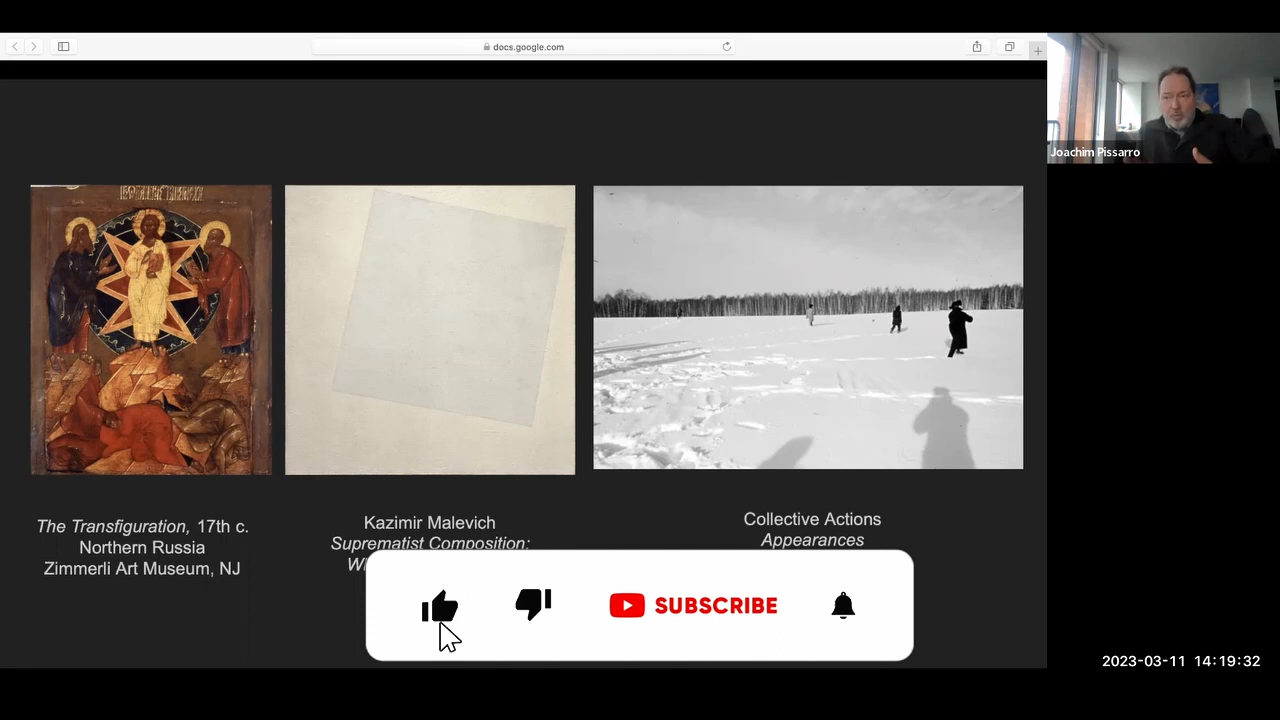 docs.google.com
Joachim Pissarro
The Transfiguration, 17th c.
Northern Russia
Zimmerli Art Museum, NJ
Kazimir Malevich
Suprematist Composition:
Collective Actions
Appearances
SUBSCRIBE
2023-03-11 14:19:32